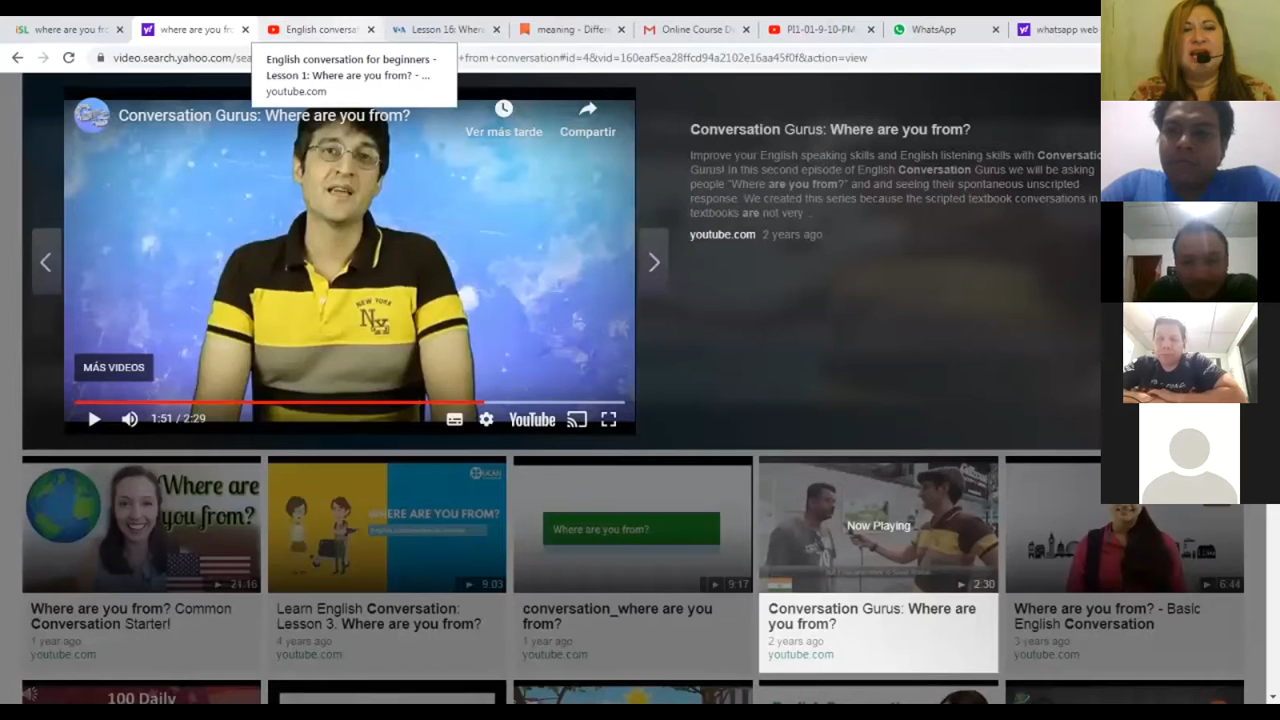 iSL where are you fr
where are you fr
English conversat
VOA Lesson 16: Where
meaning - Differ
Online Course D
PI1-01-9-10-PM
WhatsApp
whatsapp web
video.search.yahoo.com/sea
from+conversation#id=4&vid=160eaf5ea28ffcd94a2102e16aa45f0f&action=view
English conversation for beginners -
Lesson 1: Where are you from? - ...
youtube.com
Conversation Gurus: Where are you from?
Ver más tarde
Compartir
NEW YORK
NY
MÁS VIDEOS
1:51 / 2:29
YouTube
Conversation Gurus: Where are you from?
Improve your English speaking skills and English listening skills with Conversatio
Gurus! In this second episode of English Conversation Gurus we will be asking
people "Where are you from?" and and seeing their spontaneous unscripted
response. We created this series because the scripted textbook conversations in
textbooks are not very ..
youtube.com 2 years ago
Where are
you from?
21:16
Where are you from? Common
Conversation Starter!
1 year ago
youtube.com
UCAN
WHERE ARE YOU FROM?
9:03
Learn English Conversation:
Lesson 3. Where are you from?
4 years ago
youtube.com
Where are you from?
9:17
conversation_where are you
from?
1 year ago
youtube.com
Now Playing
2:30
Conversation Gurus: Where are
you from?
2 years ago
youtube.com
6:44
Where are you from? - Basic
English Conversation
3 years ago
youtube.com
100 Daily